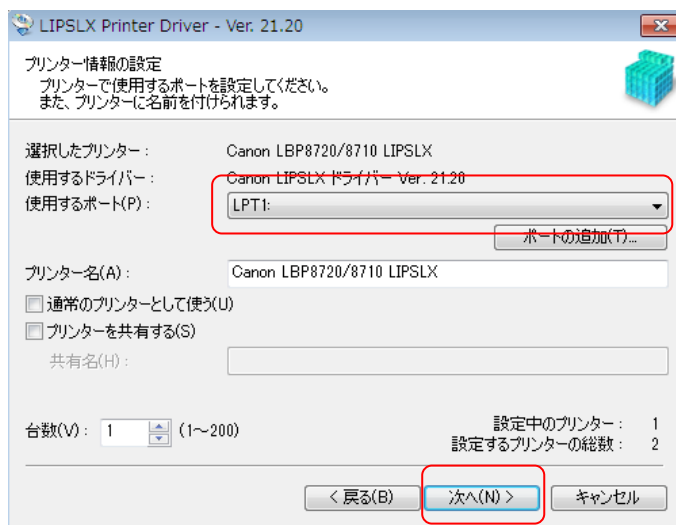 LIPSLX Printer Driver - Ver. 21.20
プリンター情報の設定
プリンターで使用するポートを設定してください。
また、プリンターに名前を付けられます。
選択したプリンター : Canon LBP8720/8710 LIPSLX
使用するドライバー : Canon LIPSLX ドライバー Ver. 21.20
使用するポート(P) : LPT1:
ポートの追加(T)...
プリンター名(A) : Canon LBP8720/8710 LIPSLX
通常のプリンターとして使う(U)
プリンターを共有する(S)
共有名(H) :
台数(V) : 1 (1~200)
設定中のプリンター : 1
設定するプリンターの総数 : 2
< 戻る(B) 次へ(N) > キャンセル